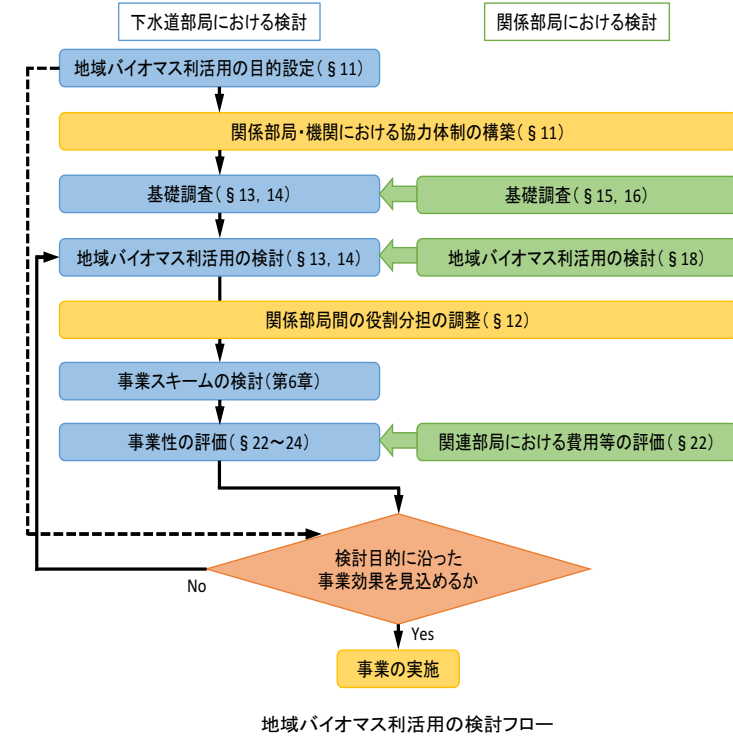 下水道部局における検討
関係部局における検討
地域バイオマス利活用の目的設定(§11)
関係部局・機関における協力体制の構築(§11)
基礎調査(§13, 14)
基礎調査(§15, 16)
地域バイオマス利活用の検討(§13, 14)
地域バイオマス利活用の検討(§18)
関係部局間の役割分担の調整(§12)
事業スキームの検討(第6章)
事業性の評価(§22～24)
関連部局における費用等の評価(§22)
検討目的に沿った
事業効果を見込めるか
No
Yes
事業の実施
地域バイオマス利活用の検討フロー